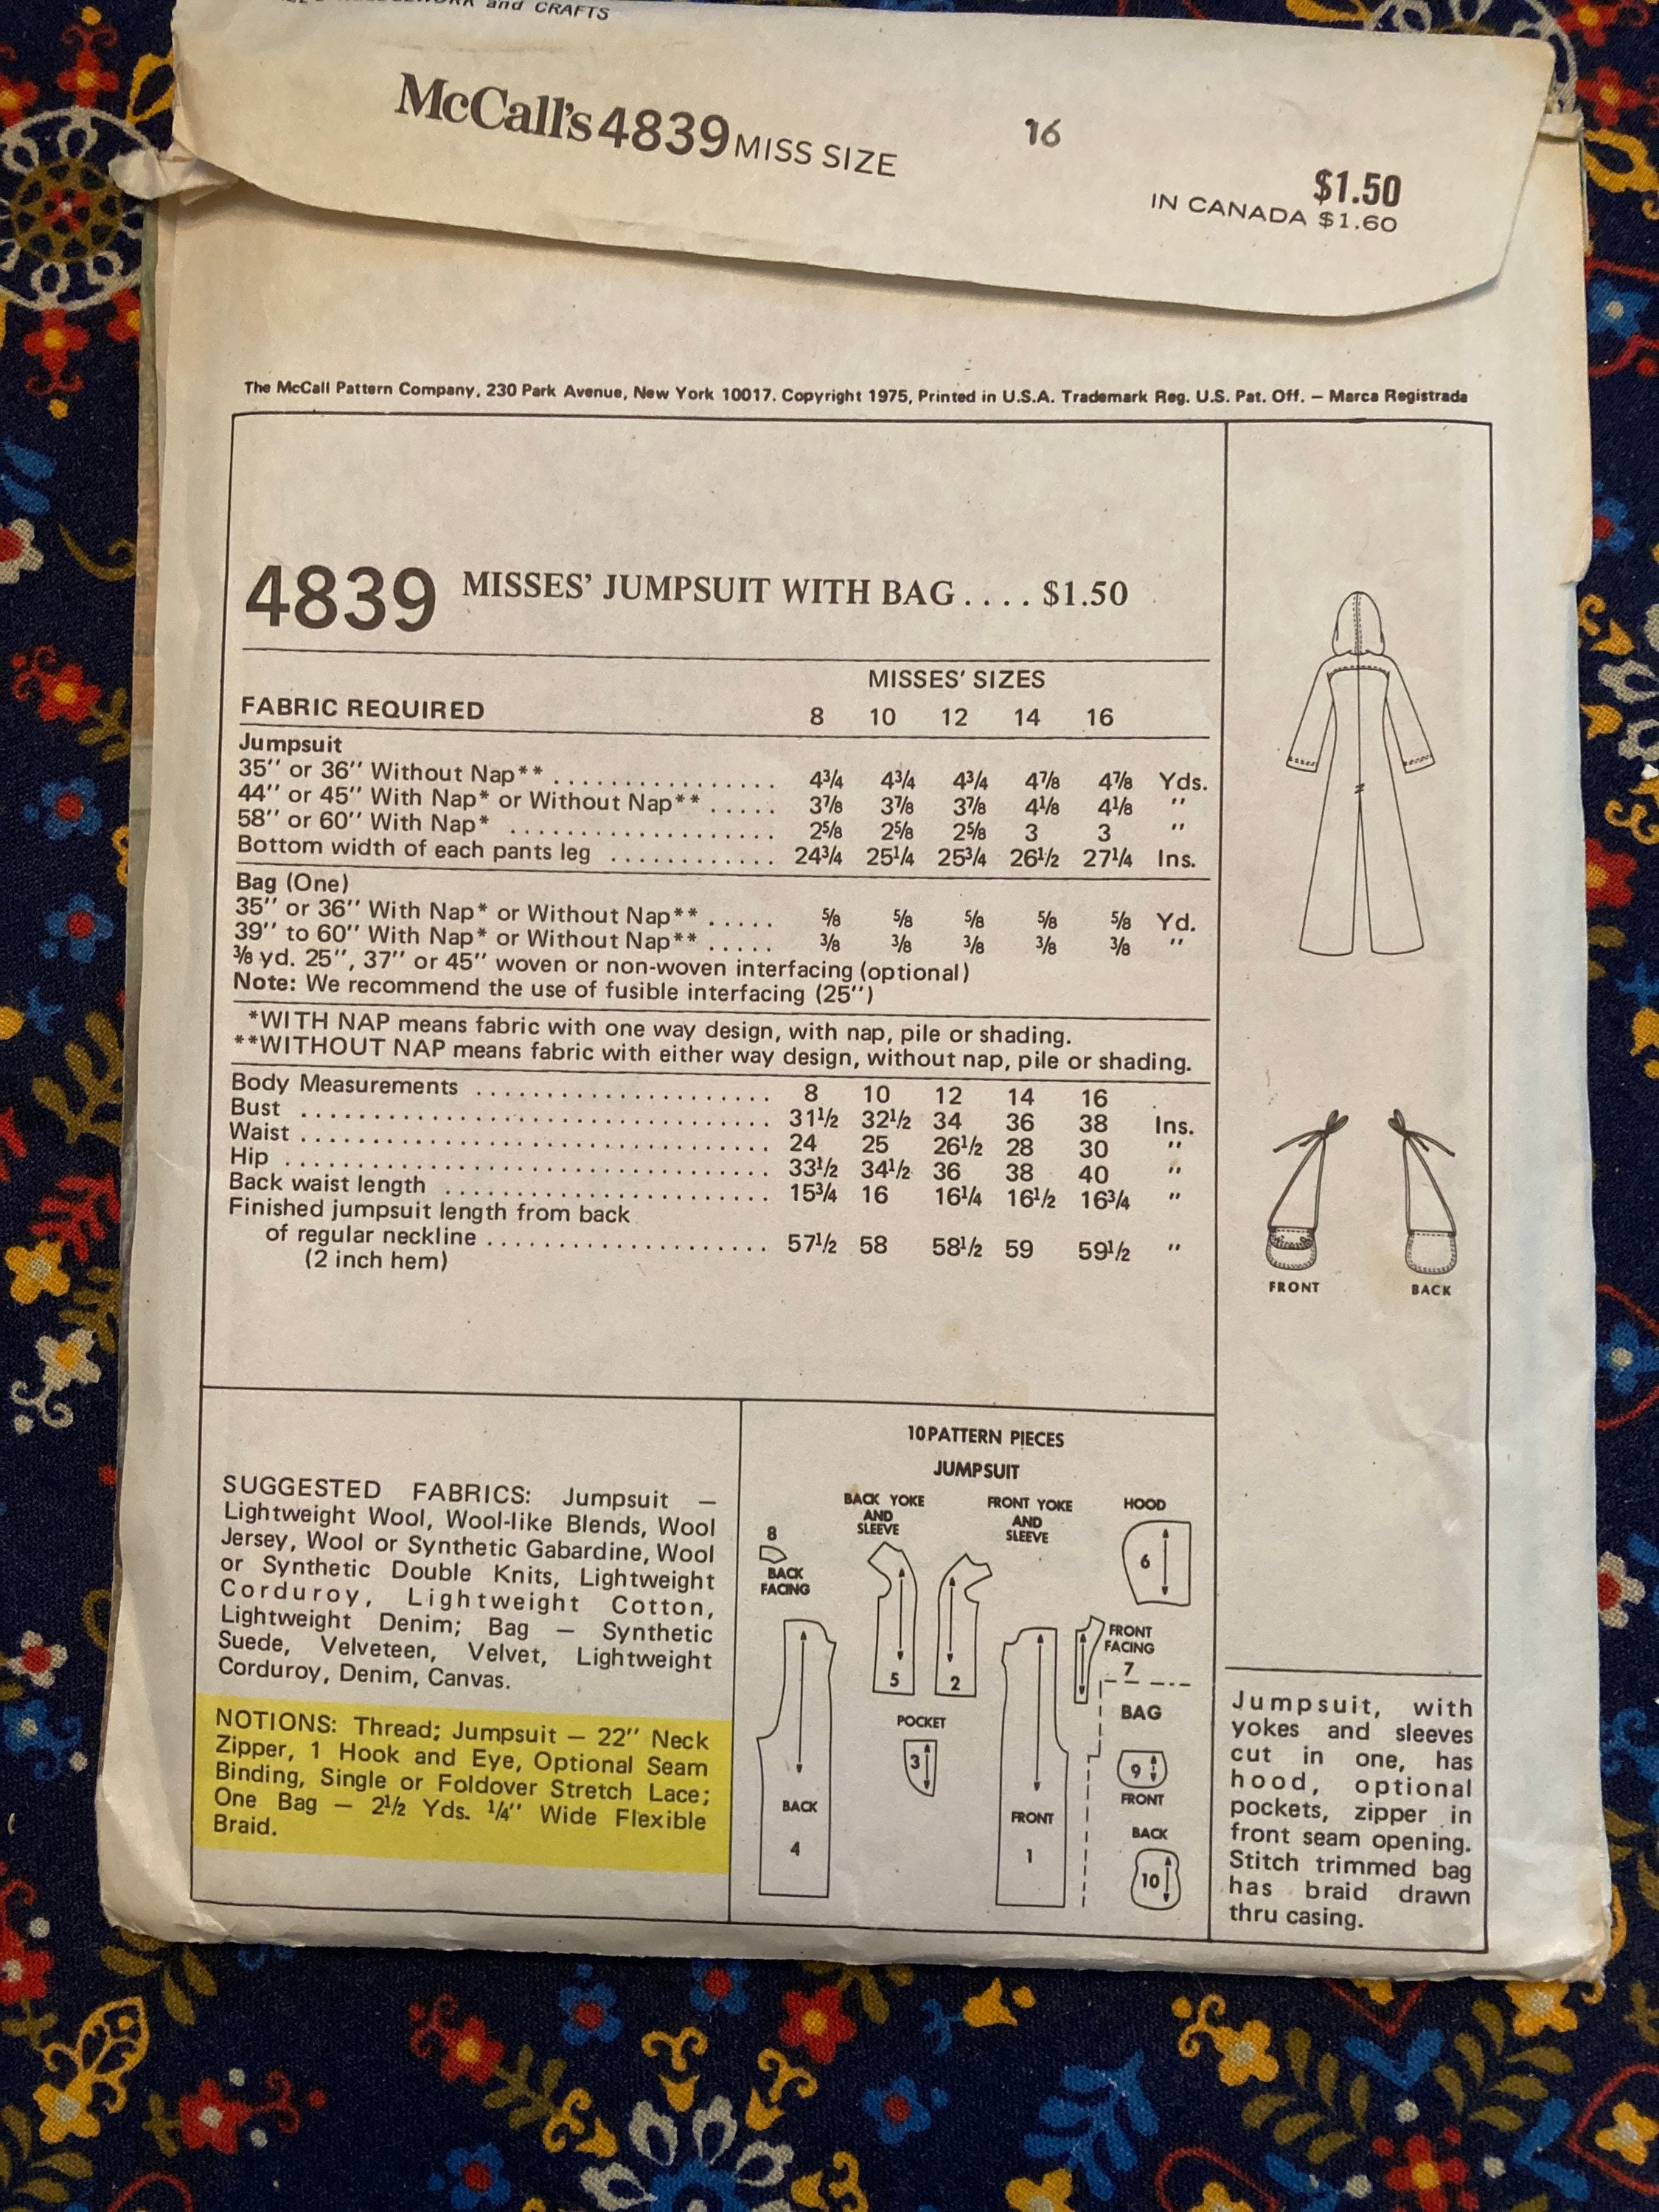 and CRAFTS
McCall's 4839 MISS SIZE 16
$1.50
IN CANADA $1.60
The McCall Pattern Company, 230 Park Avenue, New York 10017. Copyright 1975, Printed in U.S.A. Trademark Reg. U.S. Pat. Off. — Marca Registrada
4839 MISSES' JUMPSUIT WITH BAG.... $1.50
MISSES' SIZES
FABRIC REQUIRED 8 10 12 14 16
Jumpsuit
35" or 36" Without Nap** ................ 4¾ 4¾ 4¾ 4⅞ 4⅞ Yds.
44" or 45" With Nap* or Without Nap** ..... 3⅞ 3⅞ 3⅞ 4⅛ 4⅛ "
58" or 60" With Nap* ................... 2⅝ 2⅝ 2⅝ 3 3 "
Bottom width of each pants leg ............ 24¾ 25¼ 25¾ 26½ 27¼ Ins.
Bag (One)
35" or 36" With Nap* or Without Nap** ..... ⅝ ⅝ ⅝ ⅝ ⅝ Yd.
39" to 60" With Nap* or Without Nap** ..... ⅜ ⅜ ⅜ ⅜ ⅜ "
⅜ yd. 25", 37" or 45" woven or non-woven interfacing (optional)
Note: We recommend the use of fusible interfacing (25")
*WITH NAP means fabric with one way design, with nap, pile or shading.
**WITHOUT NAP means fabric with either way design, without nap, pile or shading.
Body Measurements ..................... 8 10 12 14 16
Bust ................................. 31½ 32½ 34 36 38 Ins.
Waist ................................. 24 25 26½ 28 30 "
Hip .................................. 33½ 34½ 36 38 40 "
Back waist length ....................... 15¾ 16 16¼ 16½ 16¾ "
Finished jumpsuit length from back
of regular neckline .................... 57½ 58 58½ 59 59½ "
(2 inch hem)
FRONT
BACK
SUGGESTED FABRICS: Jumpsuit —
Lightweight Wool, Wool-like Blends, Wool
Jersey, Wool or Synthetic Gabardine, Wool
or Synthetic Double Knits, Lightweight
Corduroy, Lightweight Cotton,
Lightweight Denim; Bag — Synthetic
Suede, Velveteen, Velvet, Lightweight
Corduroy, Denim, Canvas.
NOTIONS: Thread; Jumpsuit — 22" Neck
Zipper, 1 Hook and Eye, Optional Seam
Binding, Single or Foldover Stretch Lace;
One Bag — 2½ Yds. ¼" Wide Flexible
Braid.
10 PATTERN PIECES
JUMPSUIT
8
BACK
FACING
BACK YOKE
AND
SLEEVE
5
FRONT YOKE
AND
SLEEVE
2
HOOD
6
BACK
4
POCKET
3
FRONT
1
FRONT
FACING
7
BAG
9
FRONT
BACK
10
Jumpsuit, with
yokes and sleeves
cut in one, has
hood, optional
pockets, zipper in
front seam opening.
Stitch trimmed bag
has braid drawn
thru casing.